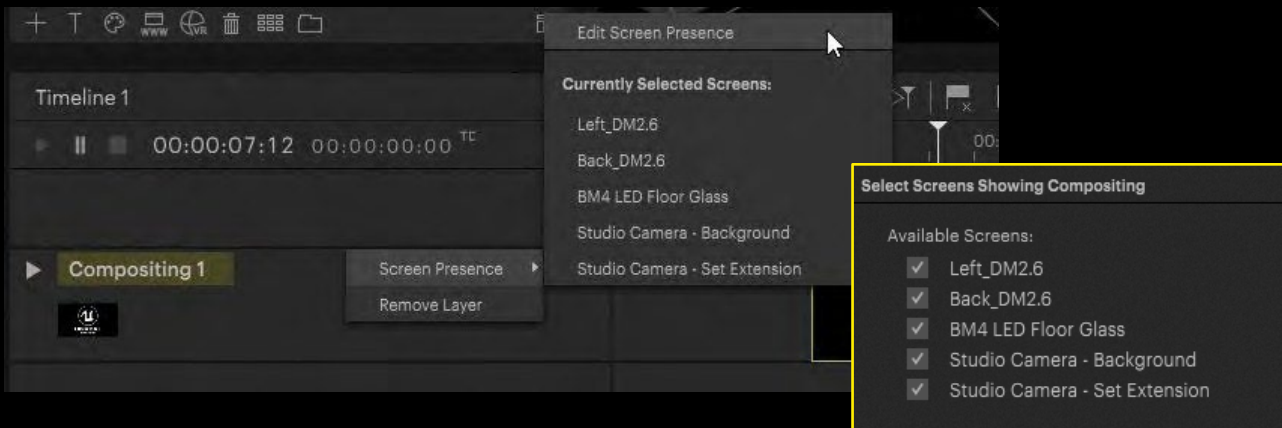 WWW
VR
Edit Screen Presence
Timeline 1
Currently Selected Screens:
00:00:07:12 00:00:00:00 TC
00:
Left_DM2.6
Back_DM2.6
BM4 LED Floor Glass
Studio Camera - Background
Studio Camera - Set Extension
Compositing 1
Screen Presence
Remove Layer
Select Screens Showing Compositing
Available Screens:
Left_DM2.6
Back_DM2.6
BM4 LED Floor Glass
Studio Camera - Background
Studio Camera - Set Extension